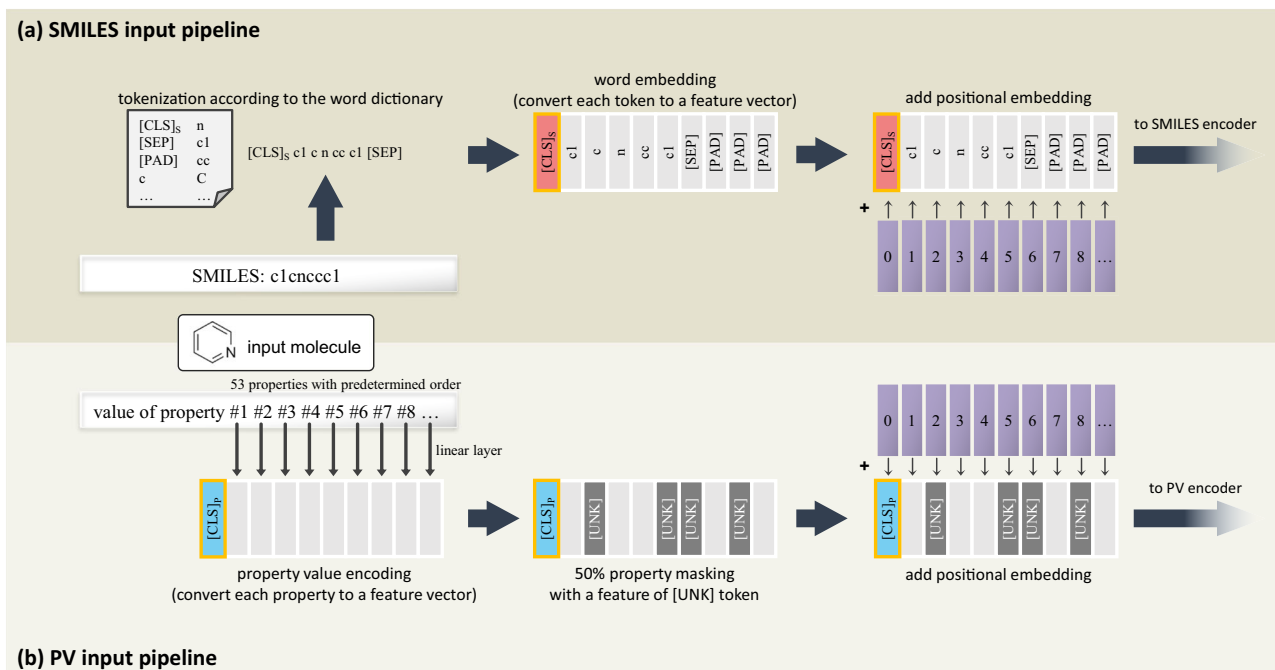 (a) SMILES input pipeline
tokenization according to the word dictionary
[CLS]S n
[SEP] c1
[PAD] cc
c C
... ...
[CLS]S c1 c n cc c1 [SEP]
SMILES: c1cnccc1
word embedding
(convert each token to a feature vector)
[CLS]S c1 c n cc c1 [SEP] [PAD] [PAD] [PAD]
add positional embedding
[CLS]S c1 c n cc c1 [SEP] [PAD] [PAD] [PAD]
+
0 1 2 3 4 5 6 7 8 ...
to SMILES encoder
N input molecule
53 properties with predetermined order
value of property #1 #2 #3 #4 #5 #6 #7 #8 ...
linear layer
[CLS]P
property value encoding
(convert each property to a feature vector)
[CLS]P [UNK] [UNK] [UNK] [UNK]
50% property masking
with a feature of [UNK] token
0 1 2 3 4 5 6 7 8 ...
+
[CLS]P [UNK] [UNK] [UNK] [UNK]
add positional embedding
to PV encoder
(b) PV input pipeline